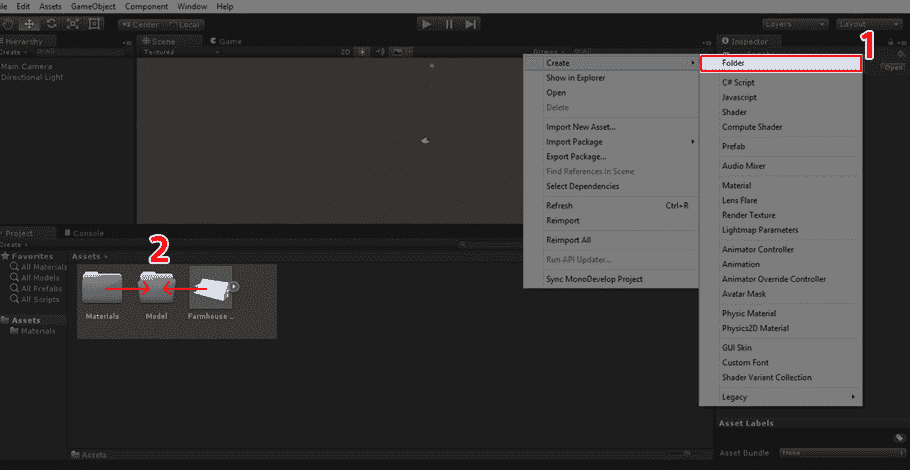 ile Edit Assets GameObject Component Window Help
Center Local Layers Layout
Hierarchy Scene Game Inspector
Create Textured 2D Gizmos
Main Camera
Directional Light
Open
1
Create
Show in Explorer
Open
Delete
Import New Asset...
Import Package
Export Package...
Find References In Scene
Select Dependencies
Refresh Ctrl+R
Reimport
Reimport All
Run API Updater...
Sync MonoDevelop Project
Folder
C# Script
Javascript
Shader
Compute Shader
Prefab
Audio Mixer
Material
Lens Flare
Render Texture
Lightmap Parameters
Animator Controller
Animation
Animator Override Controller
Avatar Mask
Physic Material
Physics2D Material
GUI Skin
Custom Font
Shader Variant Collection
Legacy
Project Console
Create
2
Favorites
All Materials
All Models
All Prefabs
All Scripts
Assets
Materials
Assets
Materials Model Farmhouse ...
Assets
Asset Labels
Asset Bundle None